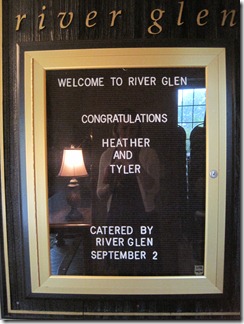 river glen
WELCOME TO RIVER GLEN
CONGRATULATIONS
HEATHER
AND
TYLER
CATERED BY
RIVER GLEN
SEPTEMBER 2